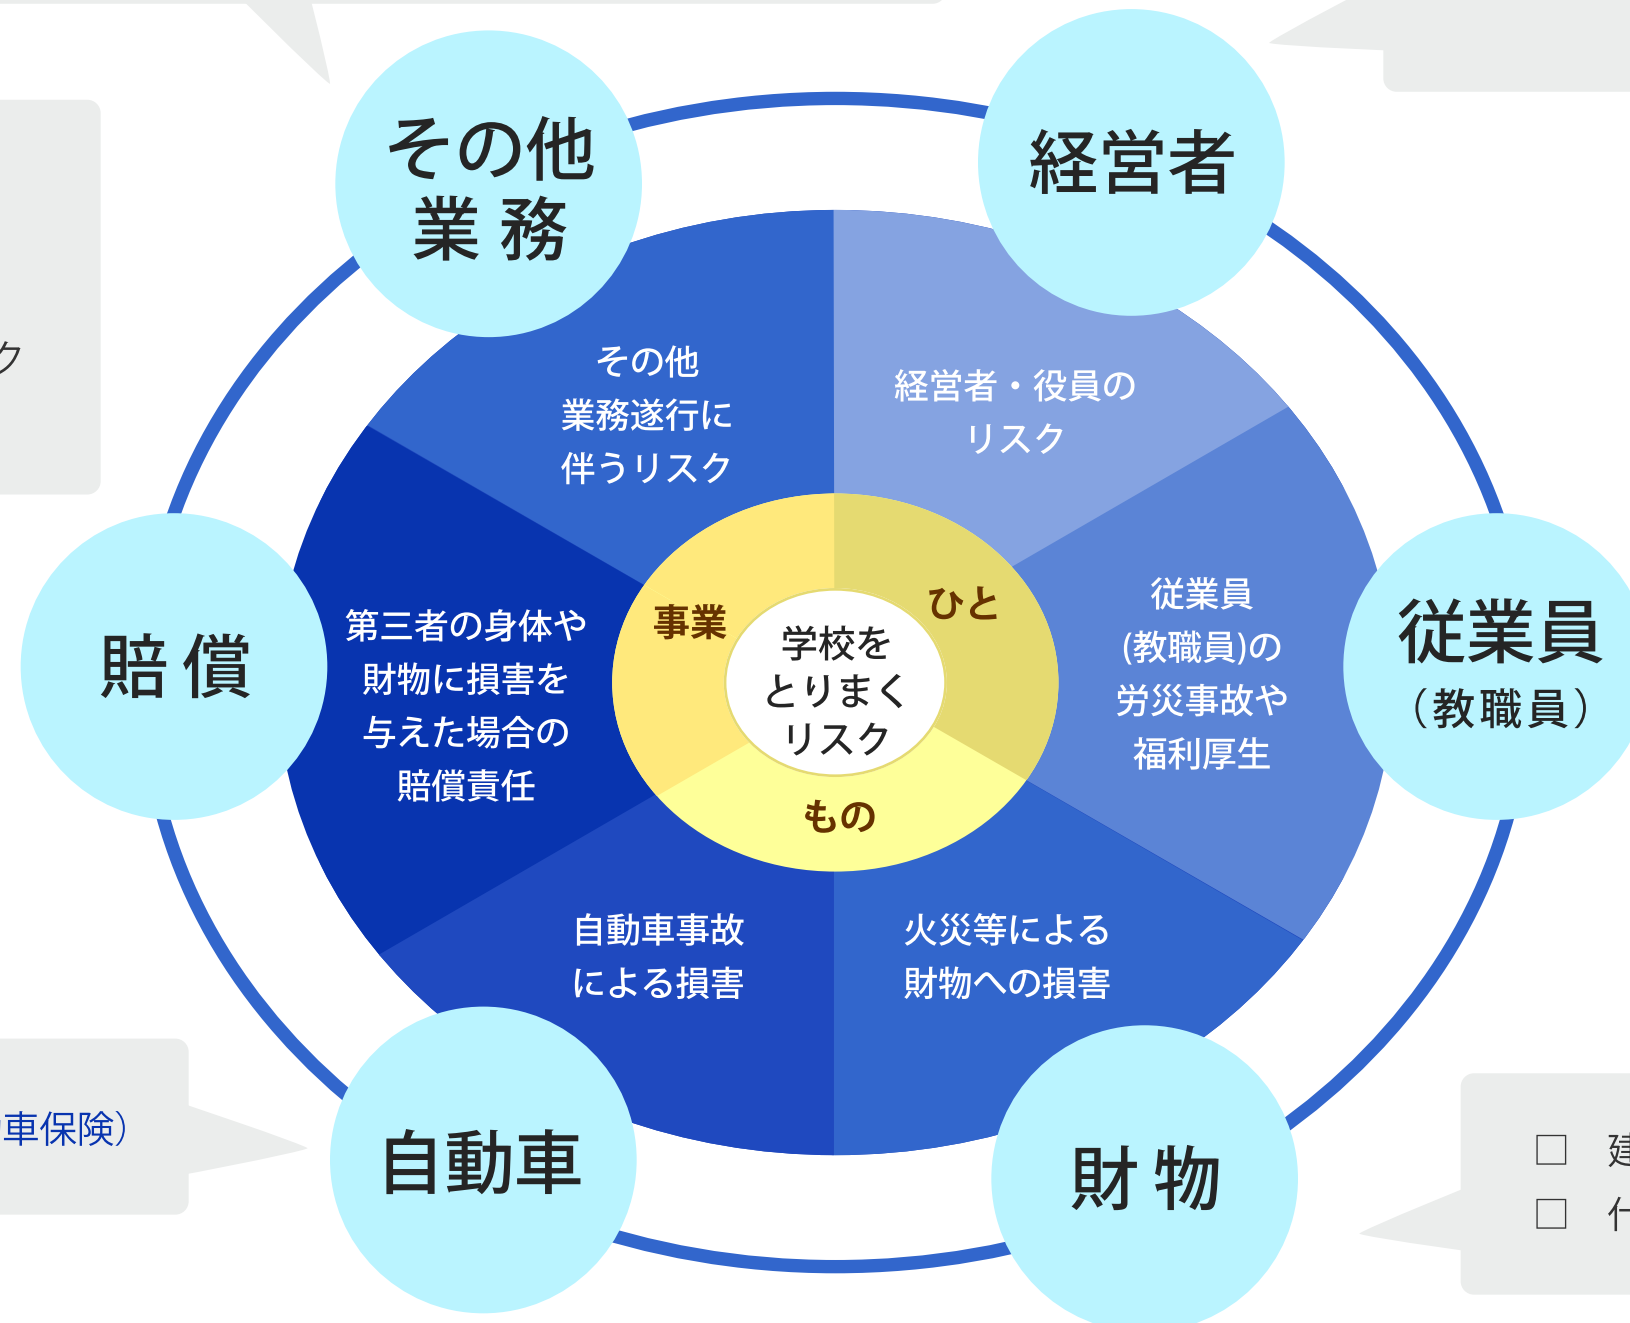 その他
業務
経営者
ク
その他
業務遂行に
伴うリスク
経営者・役員の
リスク
従業員
(教職員)の
労災事故や
福利厚生
従業員
（教職員）
賠償
第三者の身体や
財物に損害を
与えた場合の
賠償責任
事業
ひと
学校を
とりまく
リスク
もの
自動車事故
による損害
火災等による
財物への損害
車保険）
自動車
財物
□ 建
□ 什